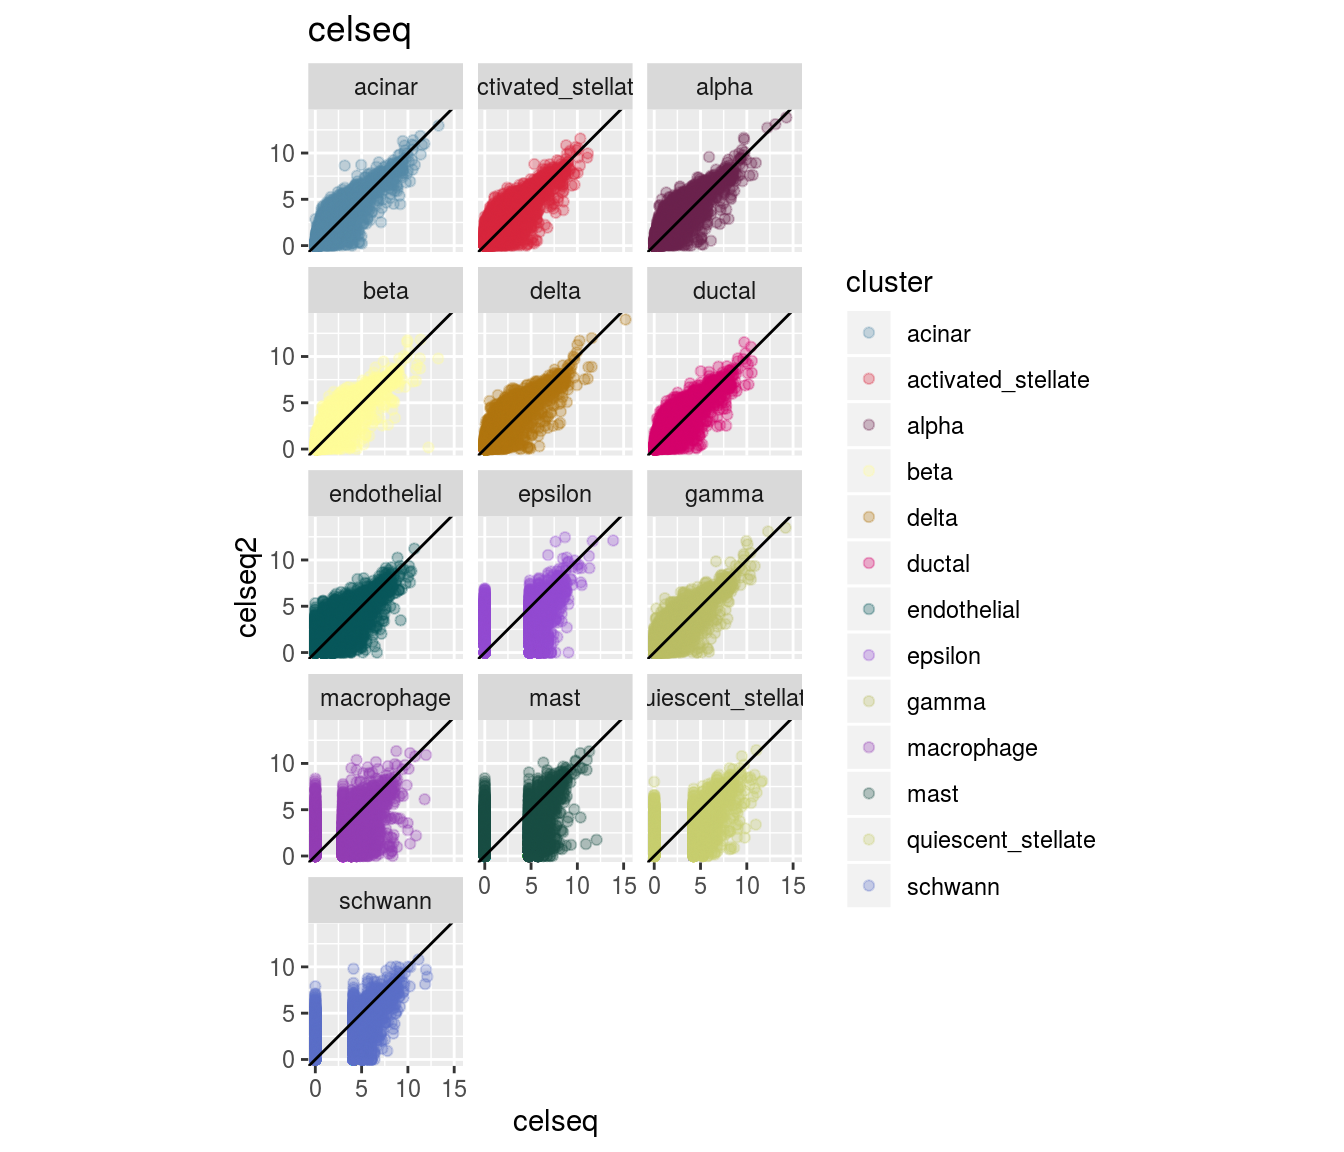 celseq
acinar
ctivated_stellat
alpha
10
5
0
beta
delta
ductal
10
5
0
endothelial
epsilon
gamma
10
5
0
macrophage
mast
uiescent_stellat
10
5
0
0 5 10 15
0 5 10 15
schwann
10
5
0
0 5 10 15
celseq
celseq2
cluster
acinar
activated_stellate
alpha
beta
delta
ductal
endothelial
epsilon
gamma
macrophage
mast
quiescent_stellate
schwann